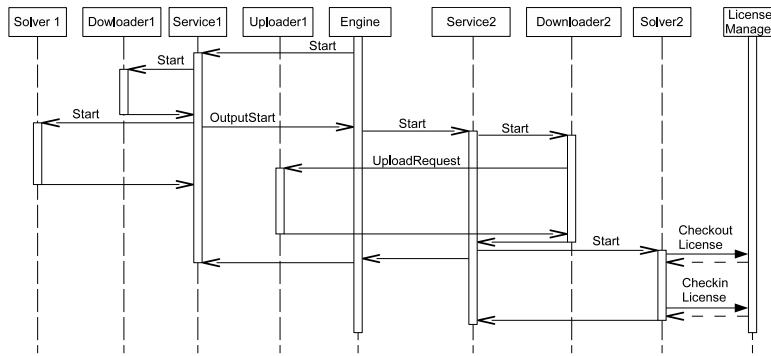 Solver 1
Dowloader1
Service1
Uploader1
Engine
Service2
Downloader2
Solver2
License
Manager
Start
Start
Start
OutputStart
Start
Start
UploadRequest
Start
Checkout
License
Checkin
License